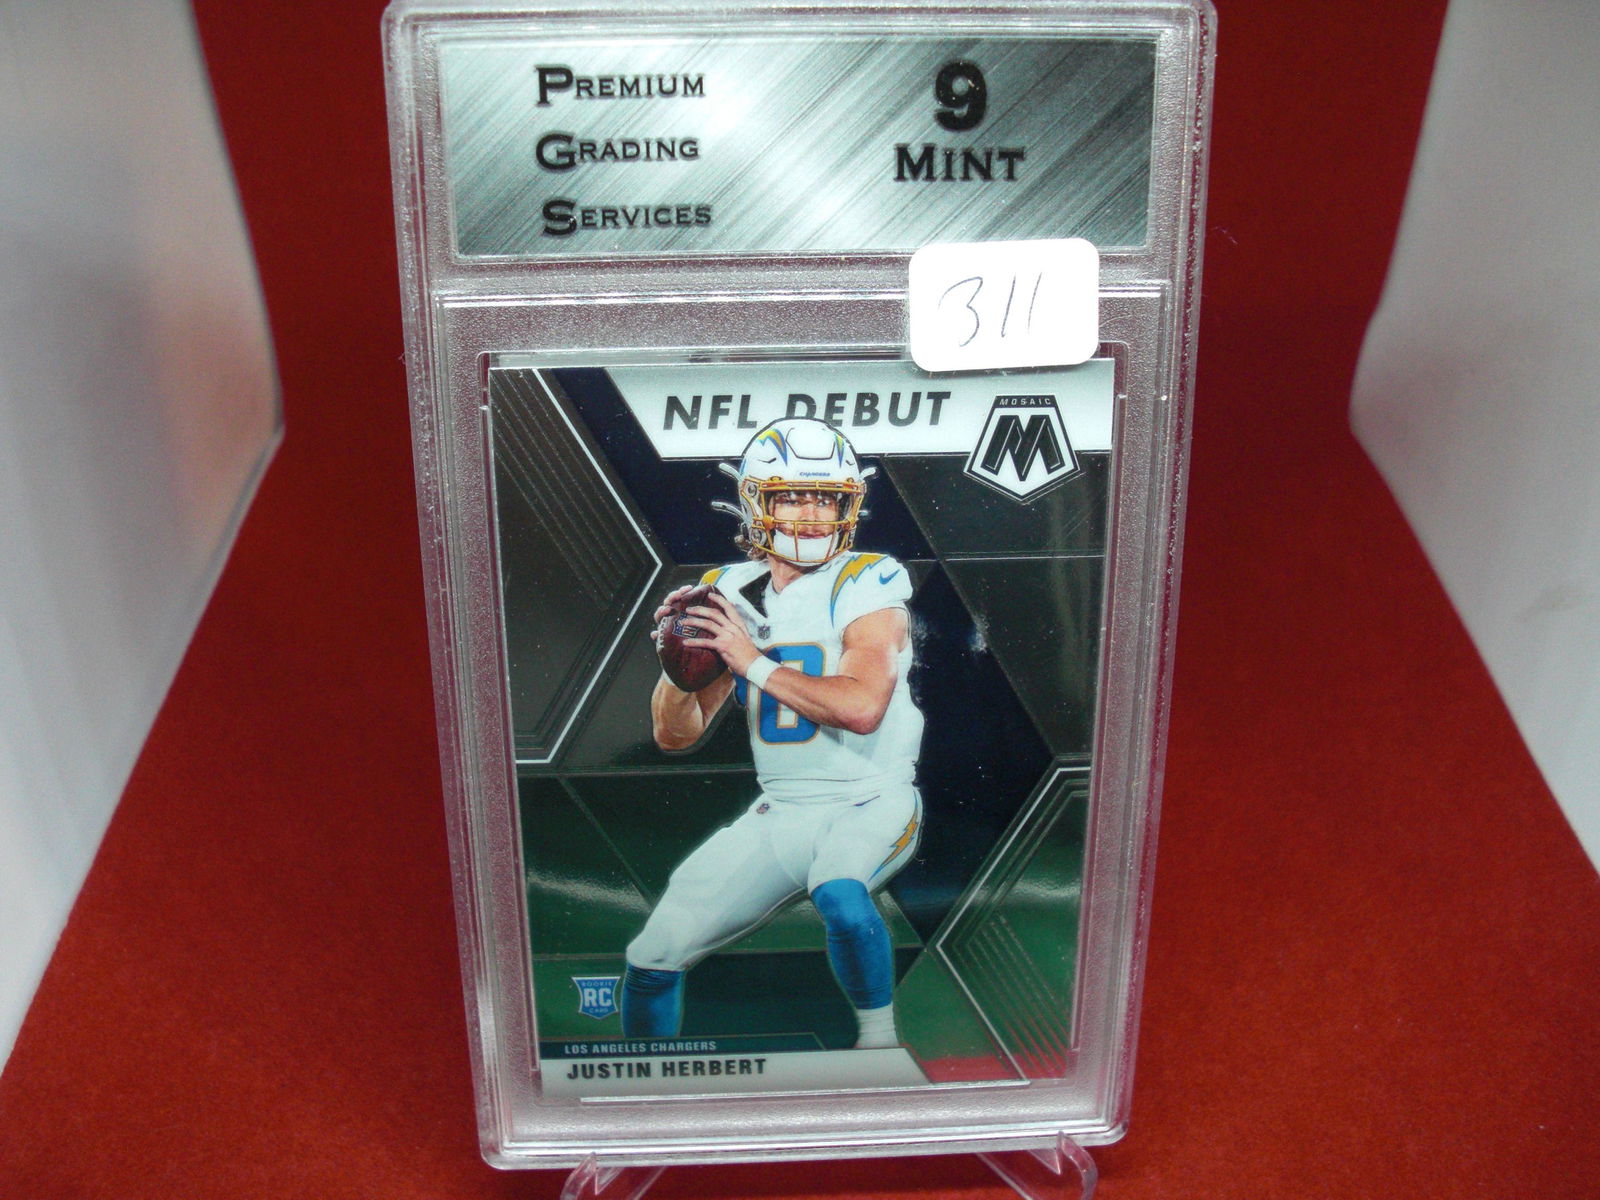 PREMIUM
GRADING
SERVICES
9
MINT
311
NFL DEBUT
MOSAIC
M
CHARGERS
ROOKIE
RC
CARD
LOS ANGELES CHARGERS
JUSTIN HERBERT